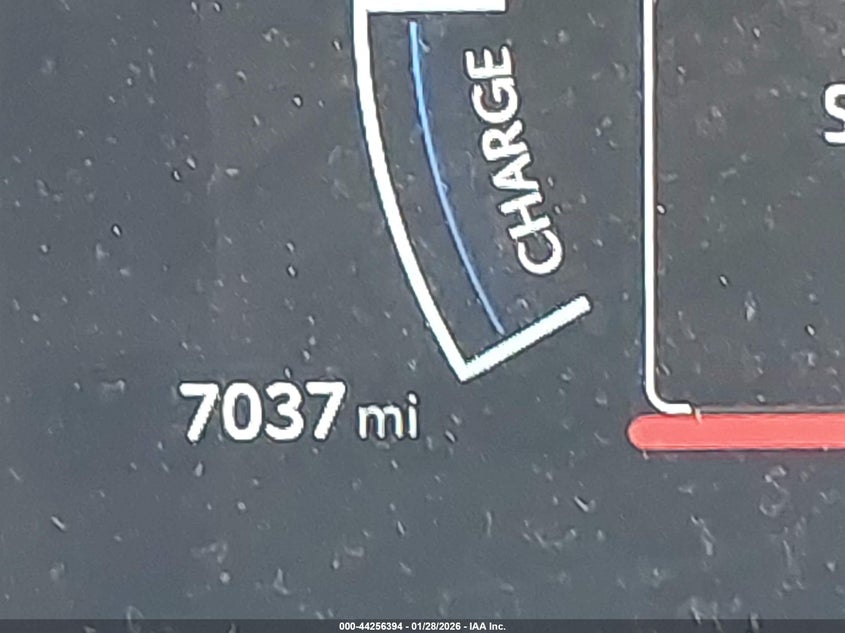 CHARGE
S
7037 mi
000-44256394 - 01/28/2026 - IAA Inc.